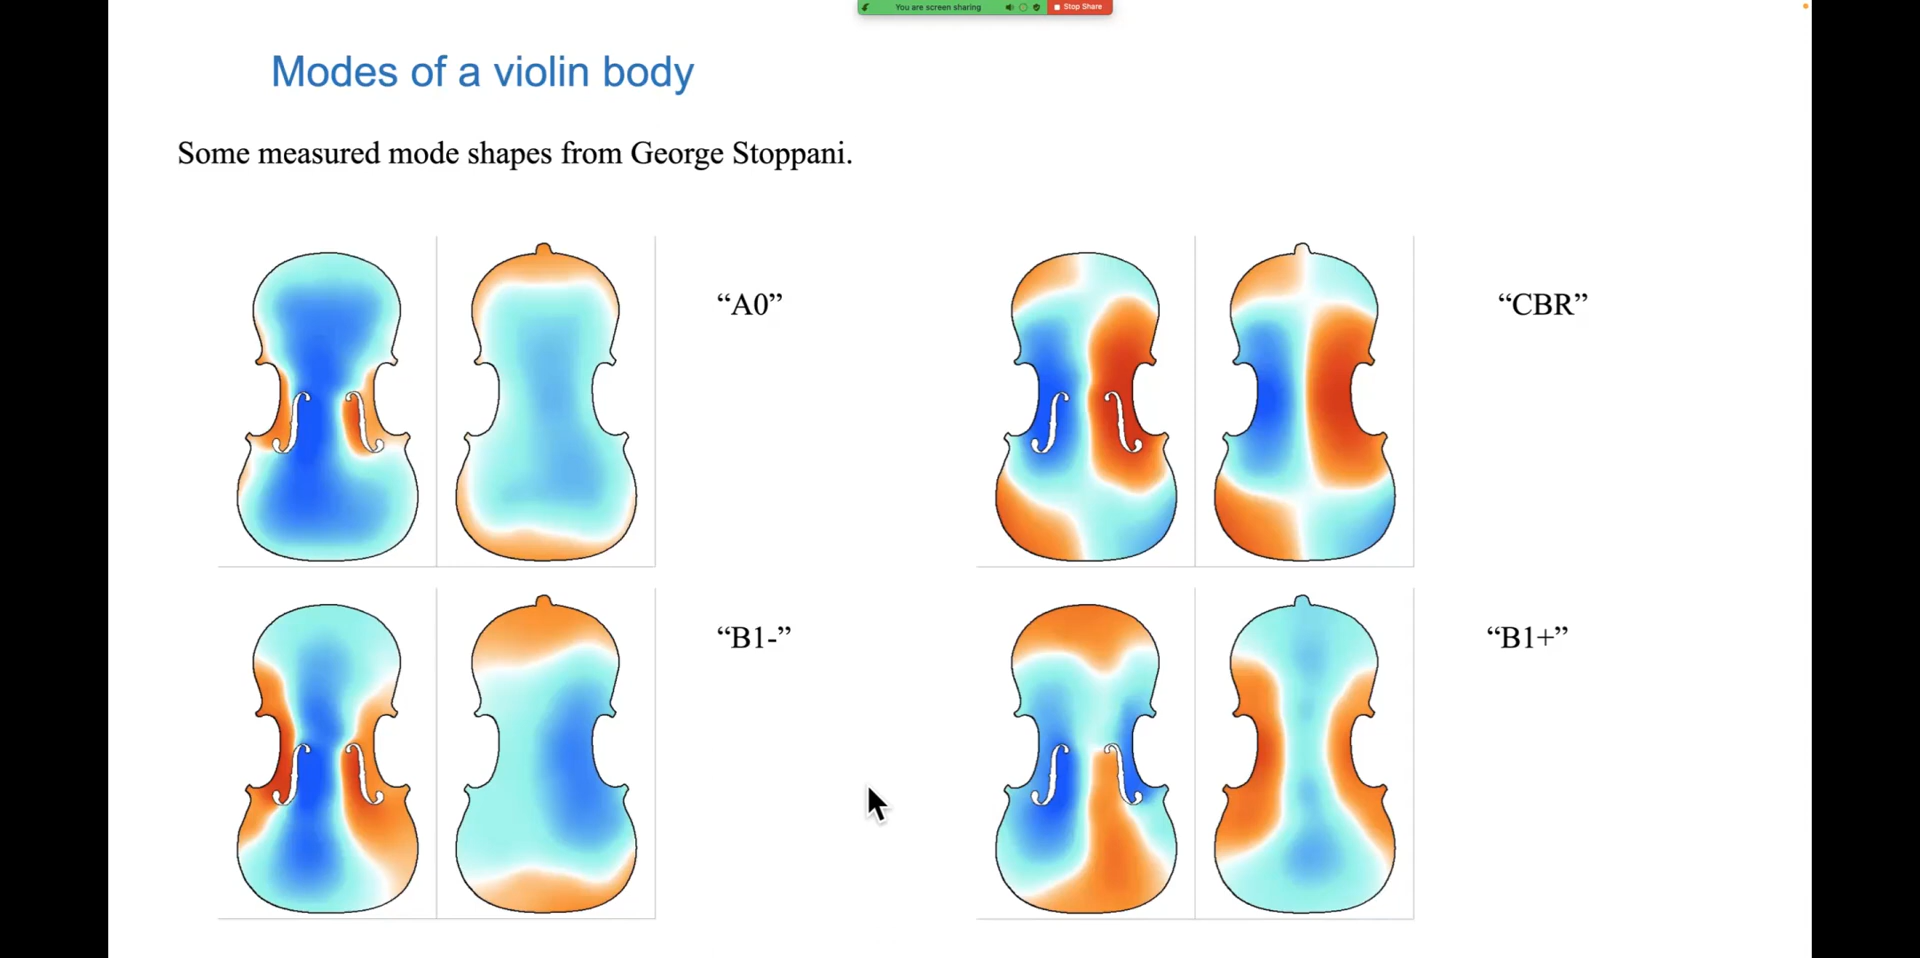 You are screen sharing
Stop Share
Modes of a violin body
Some measured mode shapes from George Stoppani.
“A0”
“CBR”
“B1-”
“B1+”